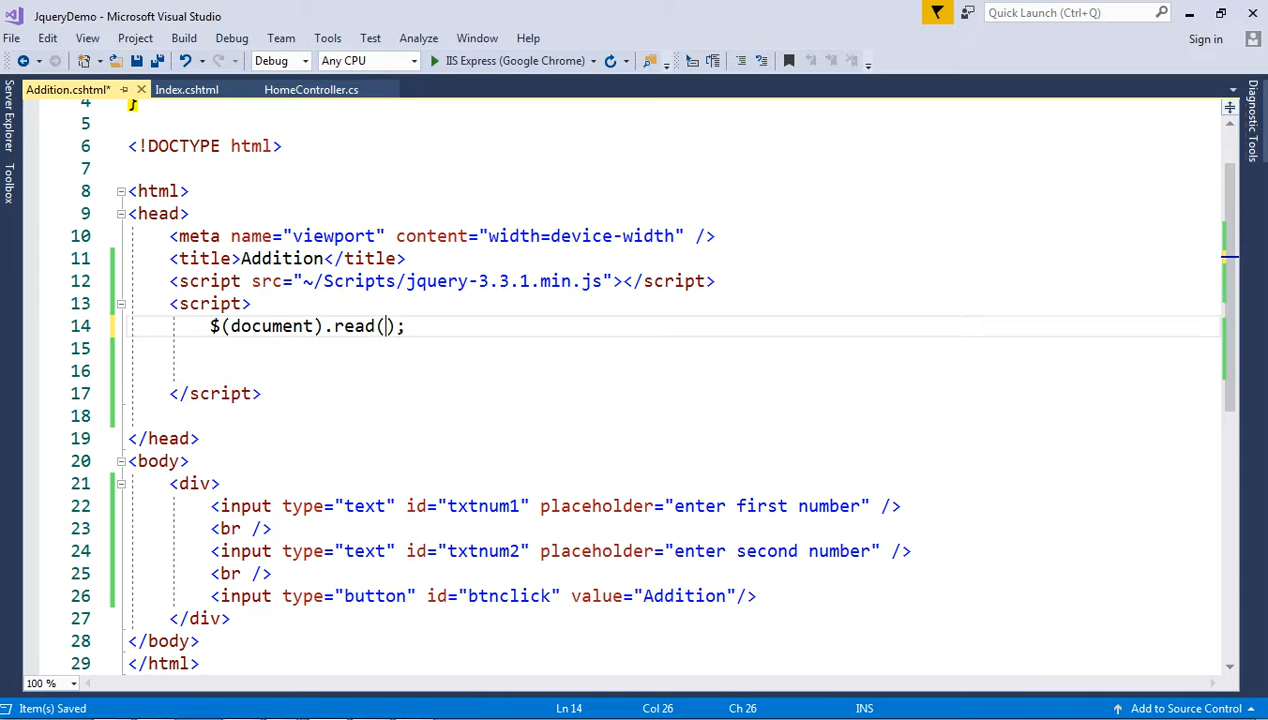 JqueryDemo - Microsoft Visual Studio
Quick Launch (Ctrl+Q)
File Edit View Project Build Debug Team Tools Test Analyze Window Help
Sign in
Debug Any CPU IIS Express (Google Chrome)
Addition.cshtml* Index.cshtml HomeController.cs
Server Explorer
Toolbox
Diagnostic Tools
4 }
5
6 <!DOCTYPE html>
7
8 <html>
9 <head>
10 <meta name="viewport" content="width=device-width" />
11 <title>Addition</title>
12 <script src="~/Scripts/jquery-3.3.1.min.js"></script>
13 <script>
14 $(document).read();
15
16
17 </script>
18
19 </head>
20 <body>
21 <div>
22 <input type="text" id="txtnum1" placeholder="enter first number" />
23 <br />
24 <input type="text" id="txtnum2" placeholder="enter second number" />
25 <br />
26 <input type="button" id="btnclick" value="Addition"/>
27 </div>
28 </body>
29 </html>
100 %
Item(s) Saved Ln 14 Col 26 Ch 26 INS Add to Source Control